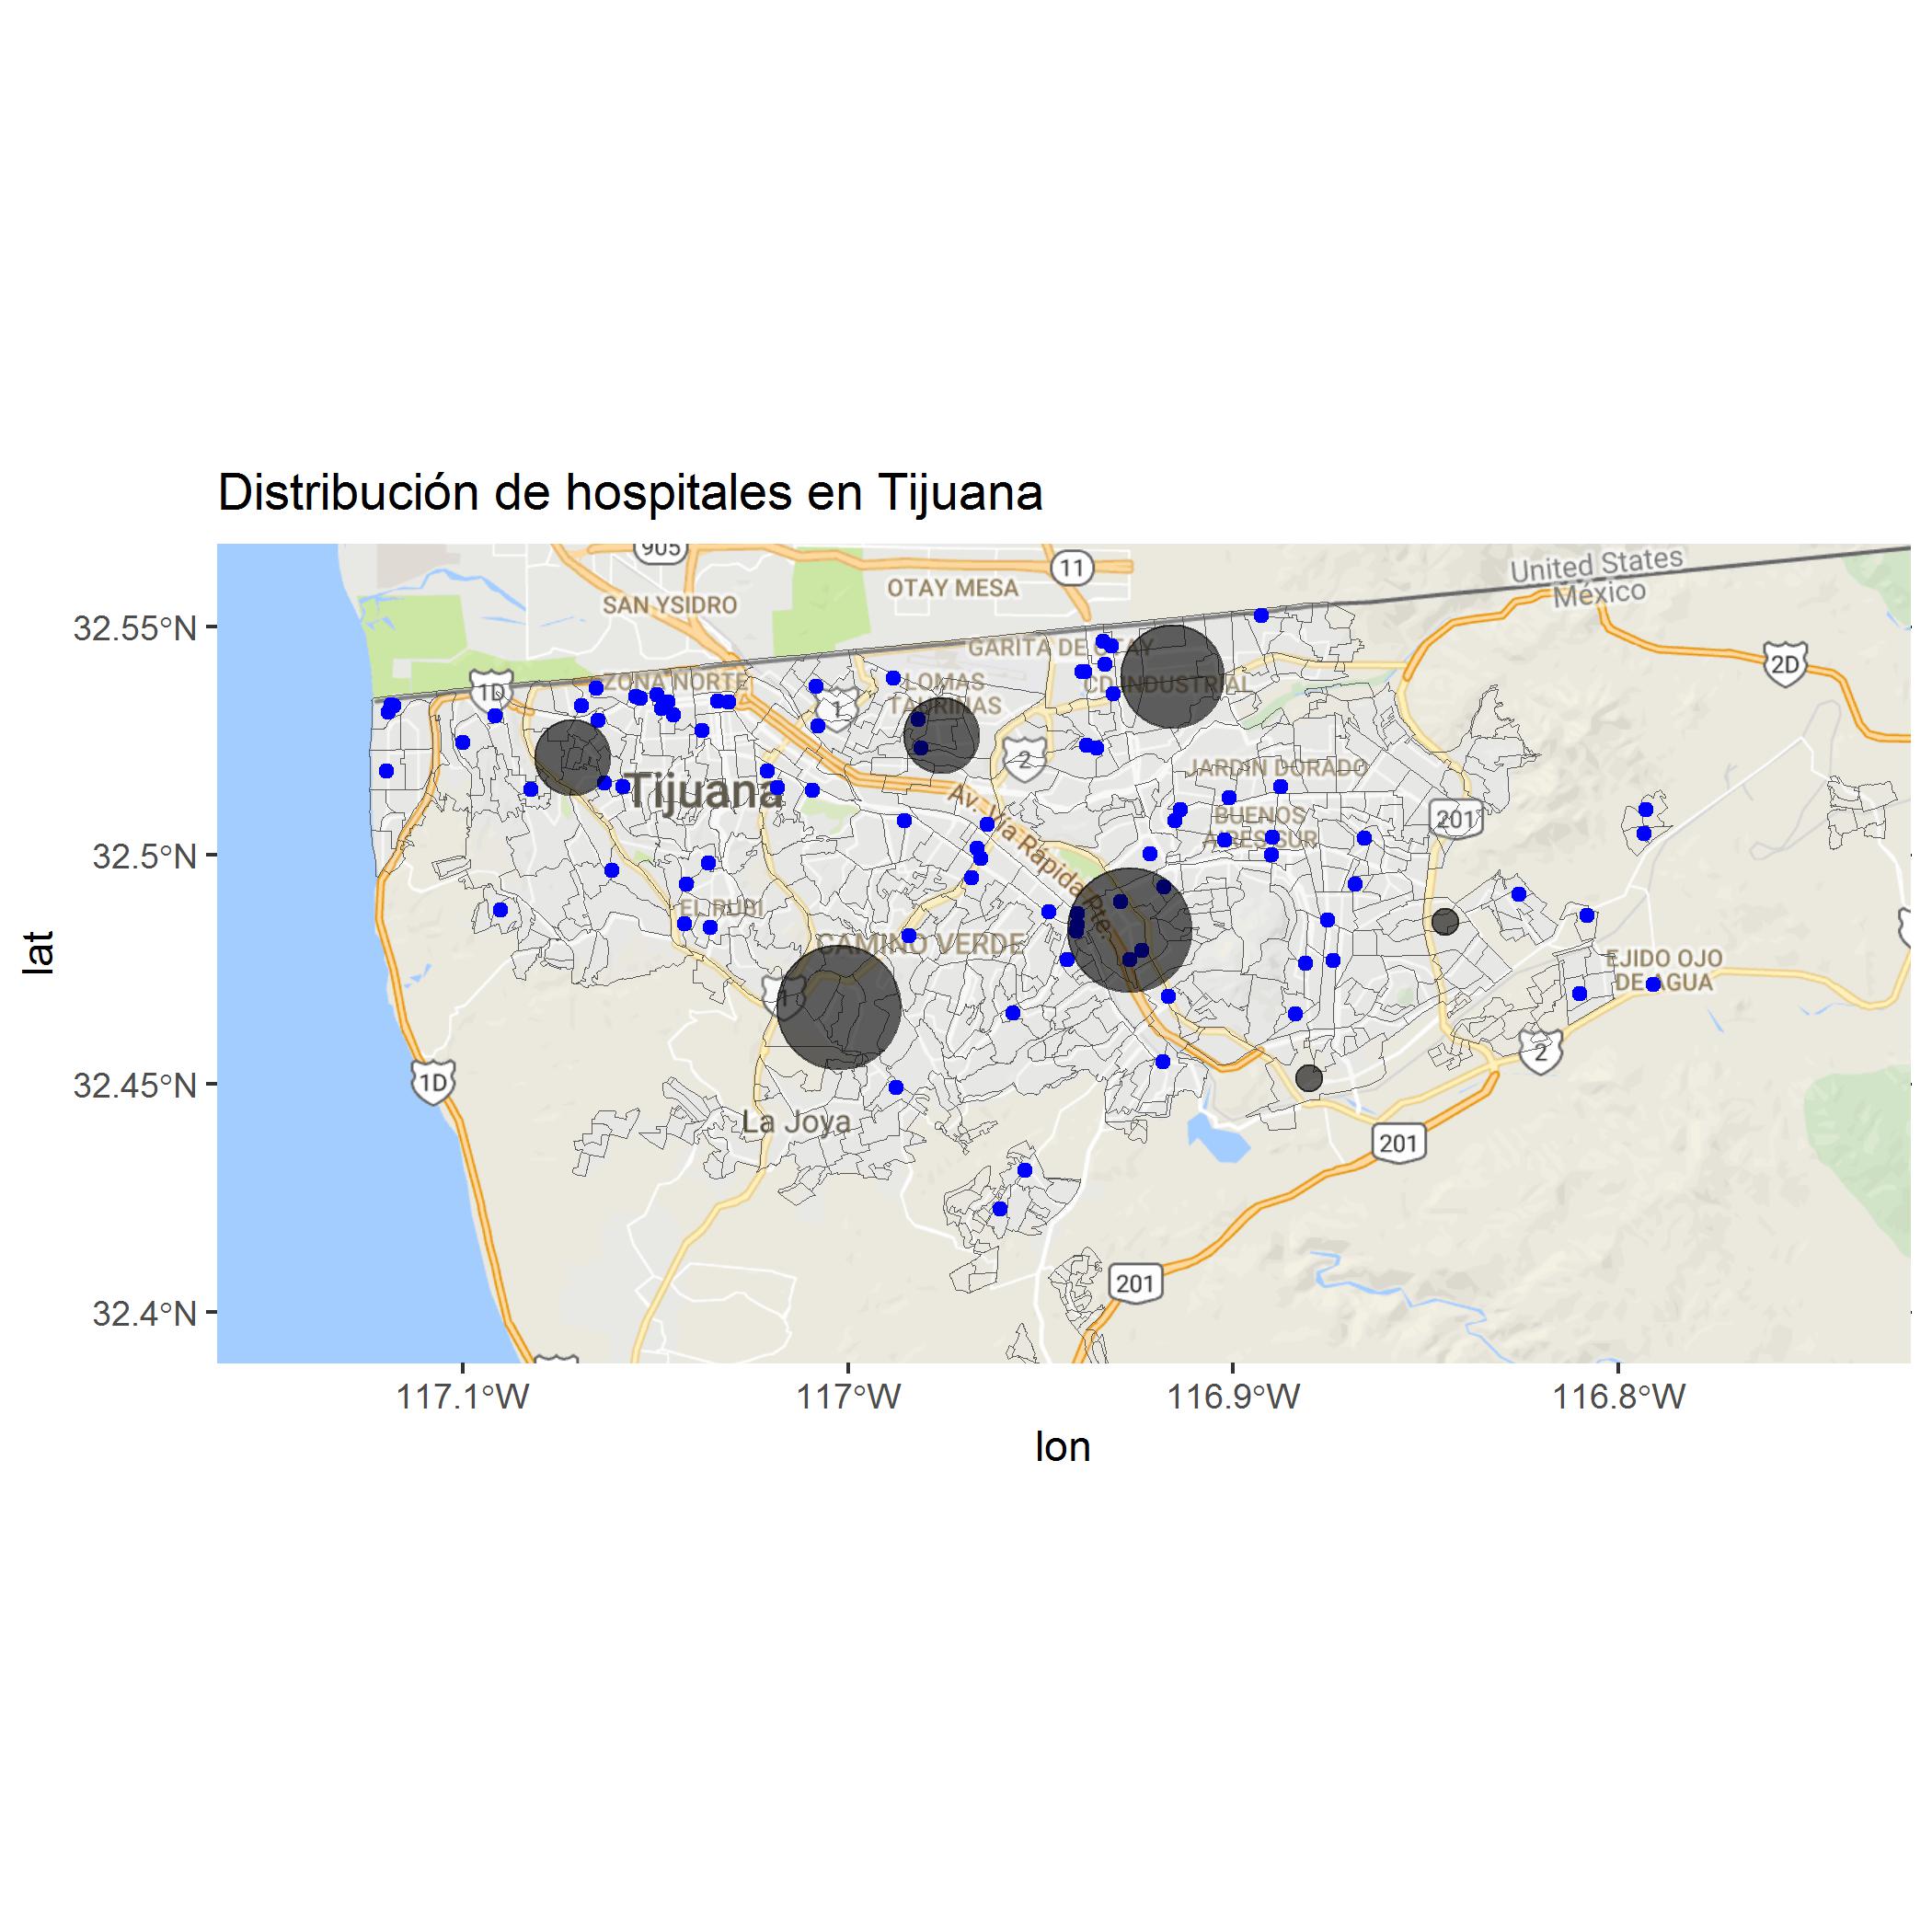 Distribución de hospitales en Tijuana
905
11
OTAY MESA
SAN YSIDRO
United States
México
32.55°N
GARITA DE OTAY
2D
1D
ZONA NORTE
LOMAS
TAURINAS
CD INDUSTRIAL
1
2
JARDIN DORADO
Tijuana
Av. Vía Rápida Pte.
BUENOS
AIRES SUR
201
32.5°N
EL RUBI
CAMINO VERDE
lat
EJIDO OJO
DE AGUA
1
2
32.45°N
1D
La Joya
201
201
32.4°N
117.1°W
117°W
116.9°W
116.8°W
lon